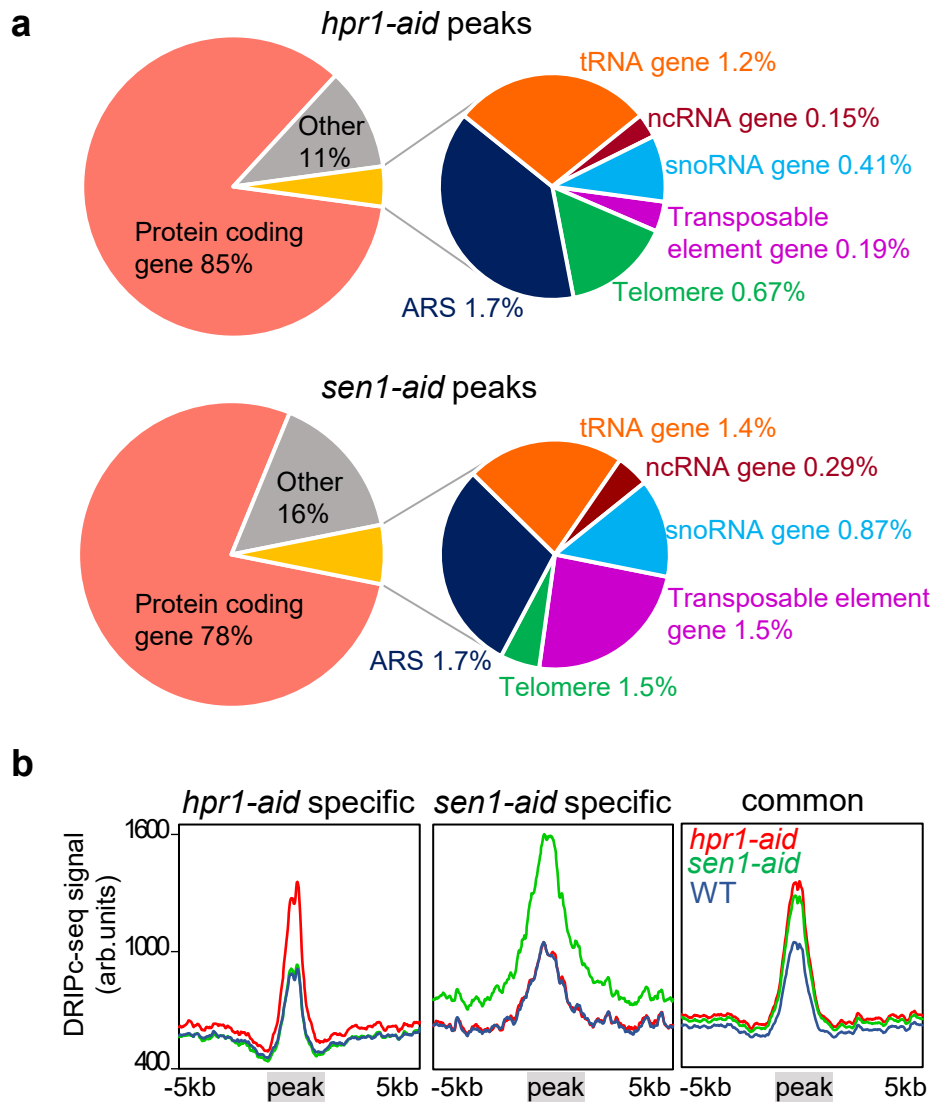 a
hpr1-aid peaks
tRNA gene 1.2%
ncRNA gene 0.15%
Other
11%
snoRNA gene 0.41%
Transposable
element gene 0.19%
Protein coding
gene 85%
Telomere 0.67%
ARS 1.7%
sen1-aid peaks
tRNA gene 1.4%
ncRNA gene 0.29%
Other
16%
snoRNA gene 0.87%
Transposable element
gene 1.5%
Protein coding
gene 78%
ARS 1.7%
Telomere 1.5%
b
hpr1-aid specific
sen1-aid specific
common
DRIPc-seq signal
(arb.units)
1600
1000
400
hpr1-aid
sen1-aid
WT
-5kb peak 5kb
-5kb peak 5kb
-5kb peak 5kb